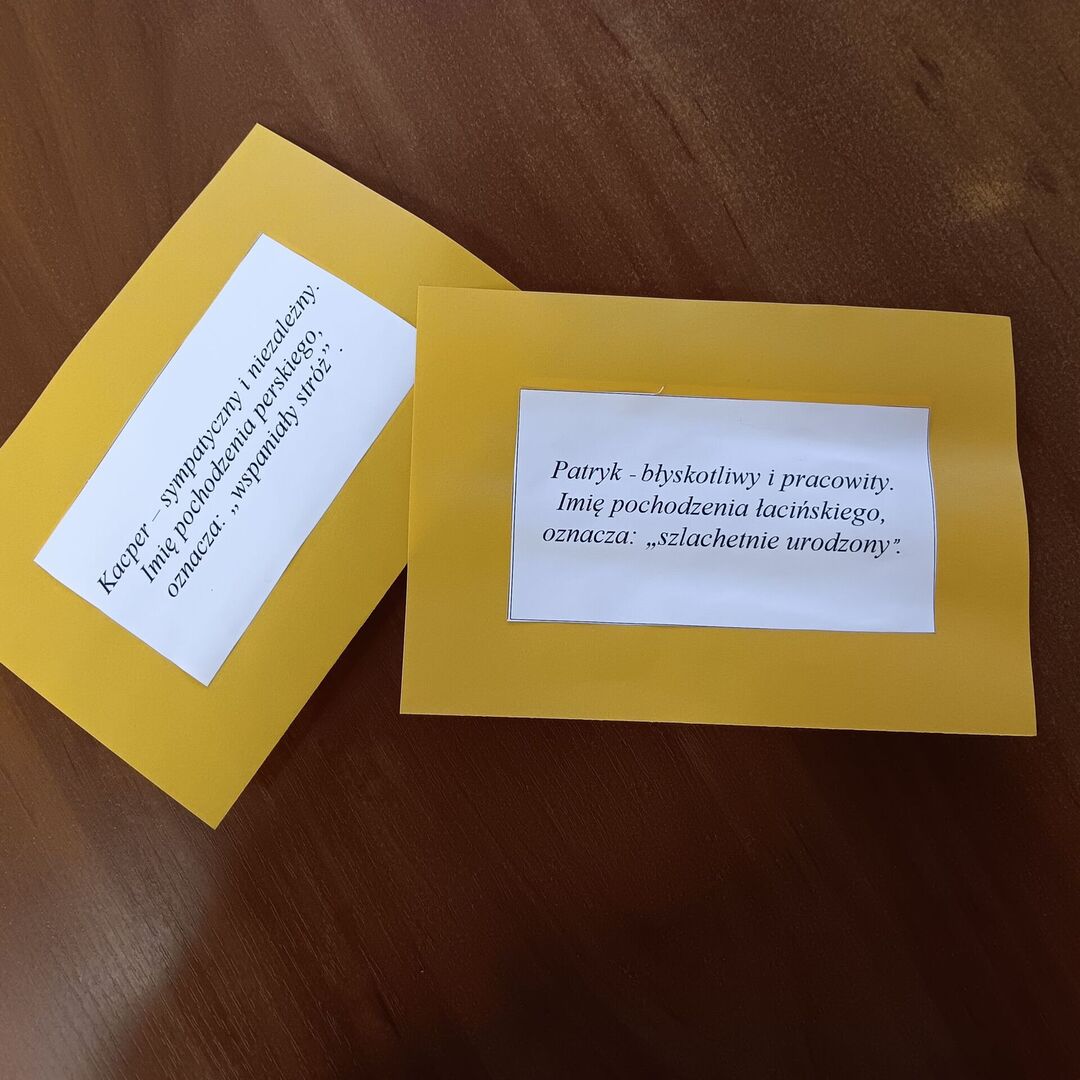 Kacper – sympatyczny i niezależny.
Imię pochodzenia perskiego,
oznacza: „wspaniały stróż”.
Patryk - błyskotliwy i pracowity.
Imię pochodzenia łacińskiego,
oznacza: „szlachetnie urodzony”.